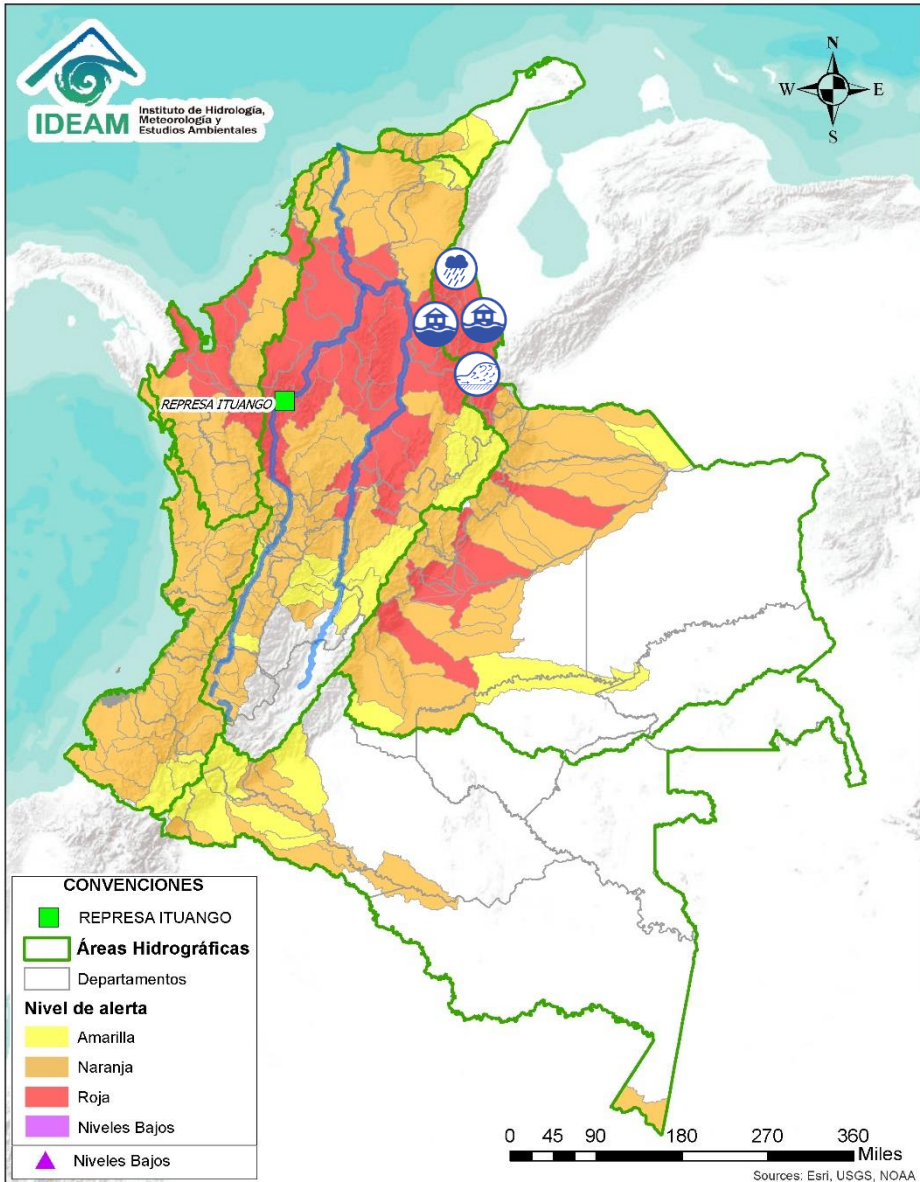 IDEAM
Instituto de Hidrología,
Meteorología y
Estudios Ambientales
N
W
E
S
REPRESA ITUANGO
CONVENCIONES
REPRESA ITUANGO
Áreas Hidrográficas
Departamentos
Nivel de alerta
Amarilla
Naranja
Roja
Niveles Bajos
Niveles Bajos
0 45 90 180 270 360
Miles
Sources: Esri, USGS, NOAA